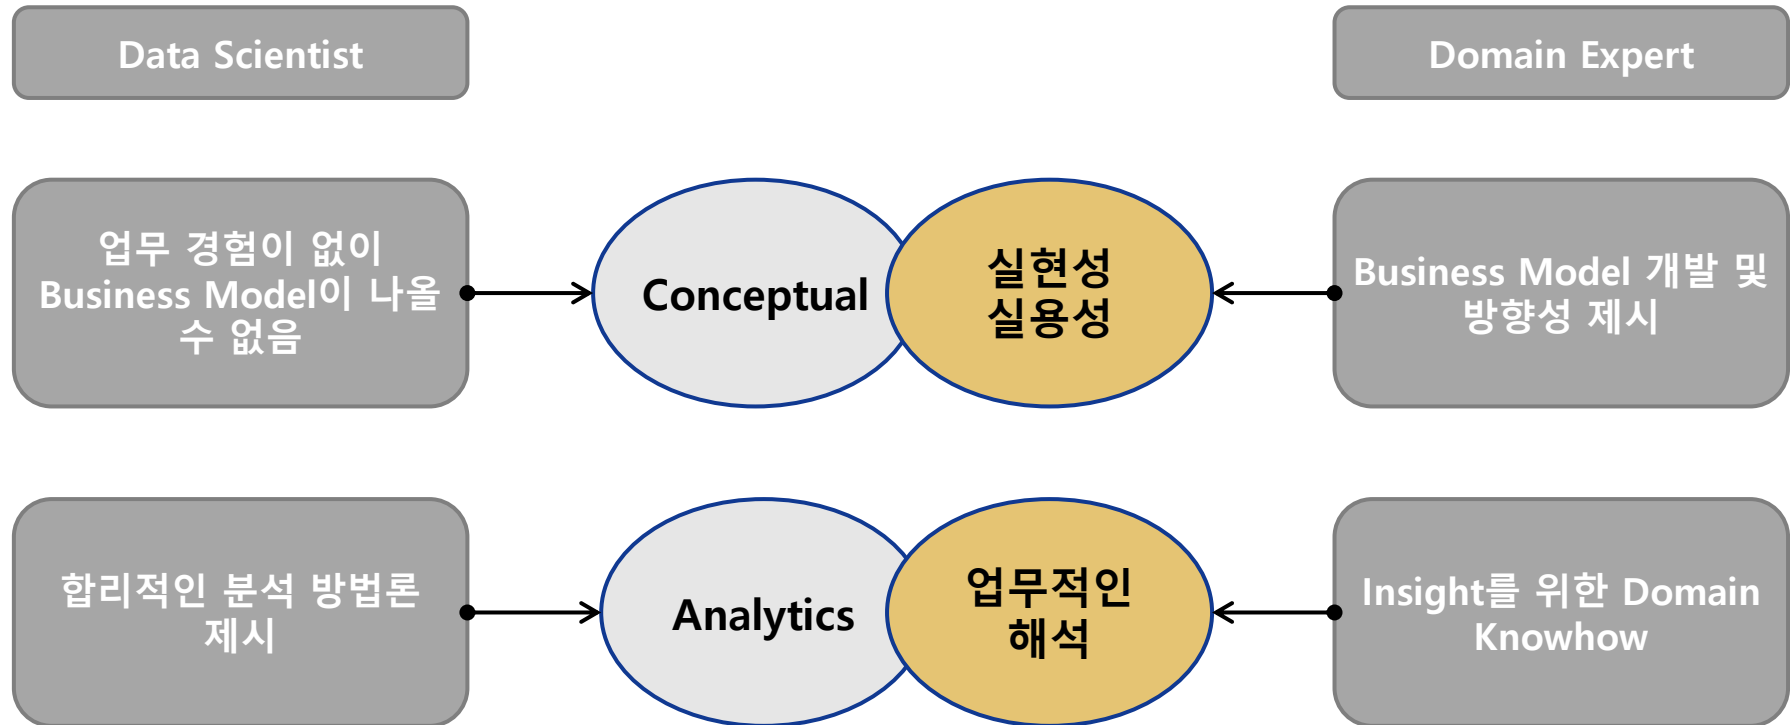 Data Scientist
Domain Expert
업무 경험이 없이
Business Model이 나올
수 없음
Conceptual
실현성
실용성
Business Model 개발 및
방향성 제시
합리적인 분석 방법론
제시
Analytics
업무적인
해석
Insight를 위한 Domain
Knowhow